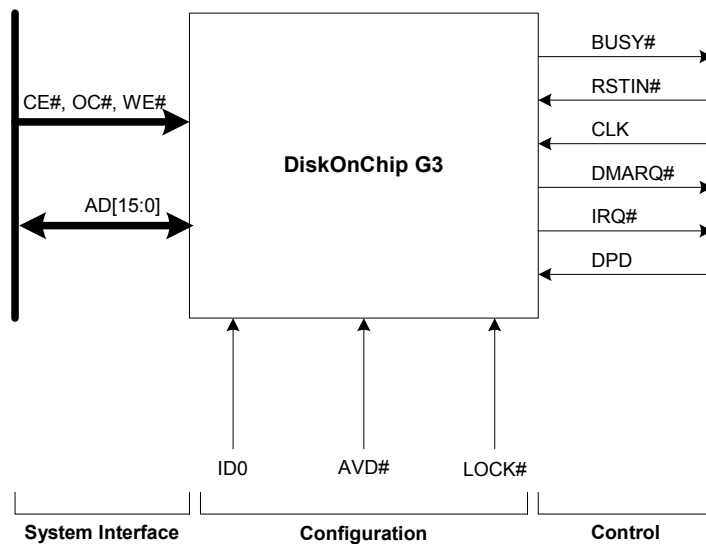 BUSY#
RSTIN#
CE#, OC#, WE#
CLK
DiskOnChip G3
DMARQ#
AD[15:0]
IRQ#
DPD
ID0
AVD#
LOCK#
System Interface
Configuration
Control